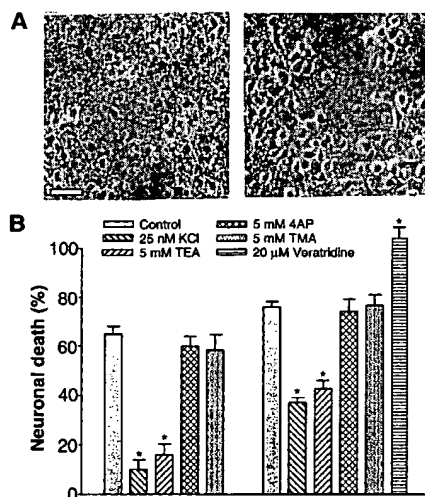 A
B
Control
25 nM KCl
5 mM TEA
5 mM 4AP
5 mM TMA
20 µM Veratridine
Neuronal death (%)
100
80
60
40
20
0
* * * * *